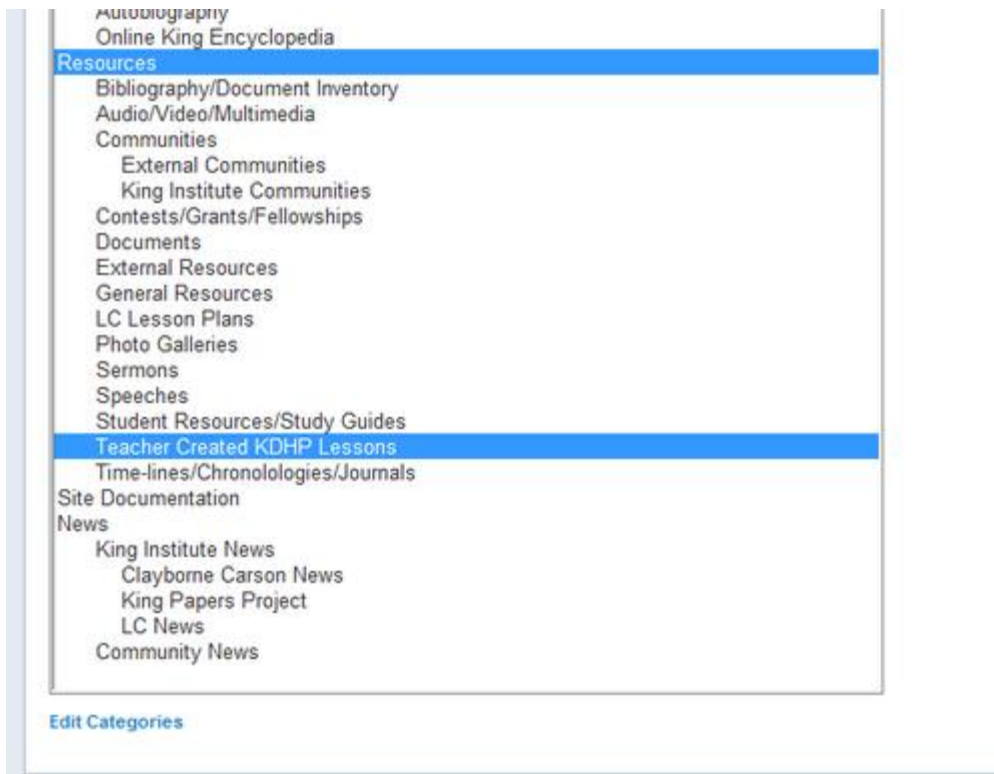 Autobiography
Online King Encyclopedia
Resources
Bibliography/Document Inventory
Audio/Video/Multimedia
Communities
External Communities
King Institute Communities
Contests/Grants/Fellowships
Documents
External Resources
General Resources
LC Lesson Plans
Photo Galleries
Sermons
Speeches
Student Resources/Study Guides
Teacher Created KDHP Lessons
Time-lines/Chronolologies/Journals
Site Documentation
News
King Institute News
Clayborne Carson News
King Papers Project
LC News
Community News
Edit Categories